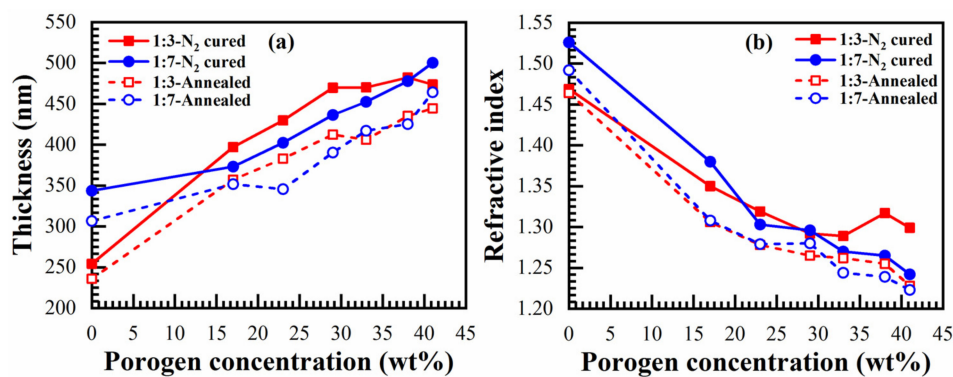 (a)
1:3-N₂ cured
1:7-N₂ cured
1:3-Annealed
1:7-Annealed
Thickness (nm)
550
500
450
400
350
300
250
200
0 5 10 15 20 25 30 35 40 45
Porogen concentration (wt%)
(b)
1:3-N₂ cured
1:7-N₂ cured
1:3-Annealed
1:7-Annealed
Refractive index
1.55
1.50
1.45
1.40
1.35
1.30
1.25
1.20
0 5 10 15 20 25 30 35 40 45
Porogen concentration (wt%)